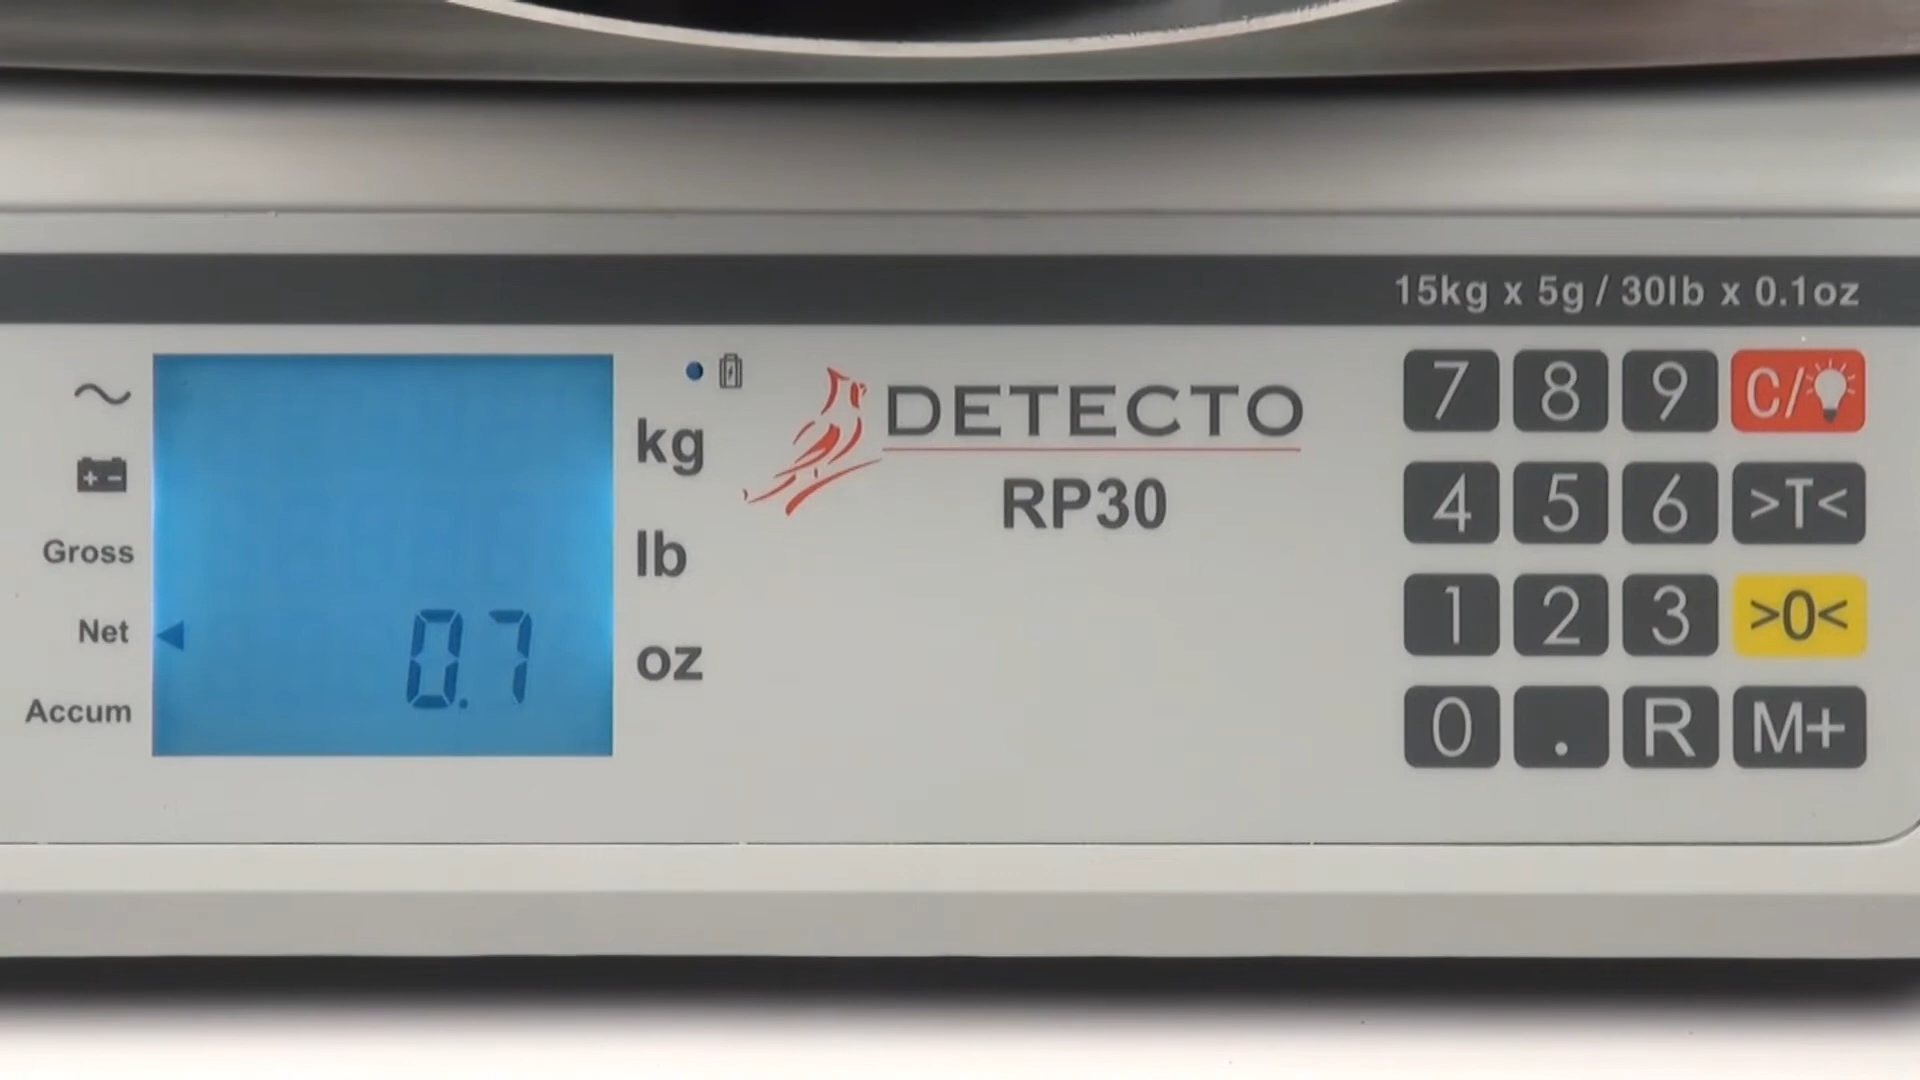 15kg x 5g / 30lb x 0.1oz
Gross
Net
Accum
0.7
kg
lb
oz
DETECTO
RP30
7 8 9 C/
4 5 6 >T<
1 2 3 >0<
0 . R M+